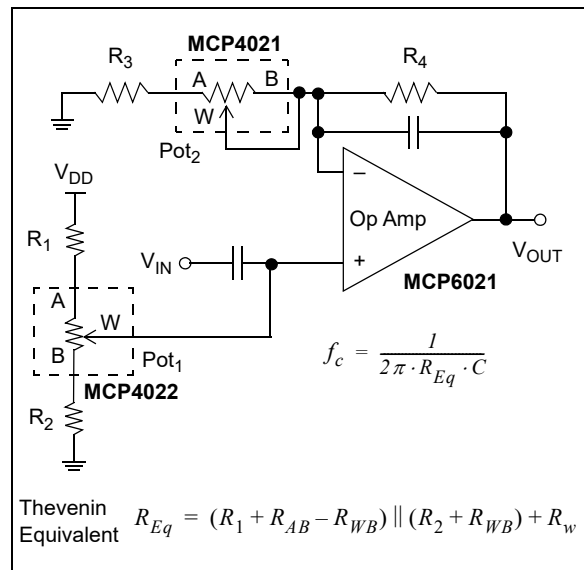 MCP4021
R3
A
B
W
Pot2
R4
VDD
R1
VIN
Op Amp
–
+
VOUT
MCP6021
A
W
B
Pot1
MCP4022
R2
fc = 1 / (2π · REq · C)
Thevenin
Equivalent
REq = (R1 + RAB – RWB) || (R2 + RWB) + Rw